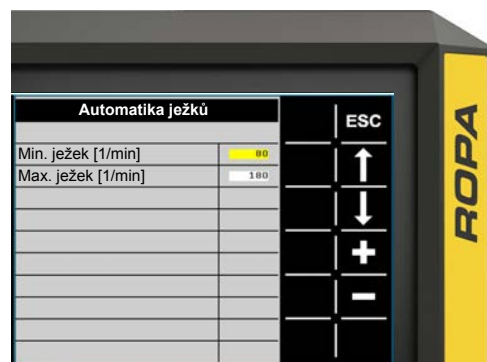 Automatika ježků
ESC
Min. ježek [1/min] 80
Max. ježek [1/min] 180
ROPA